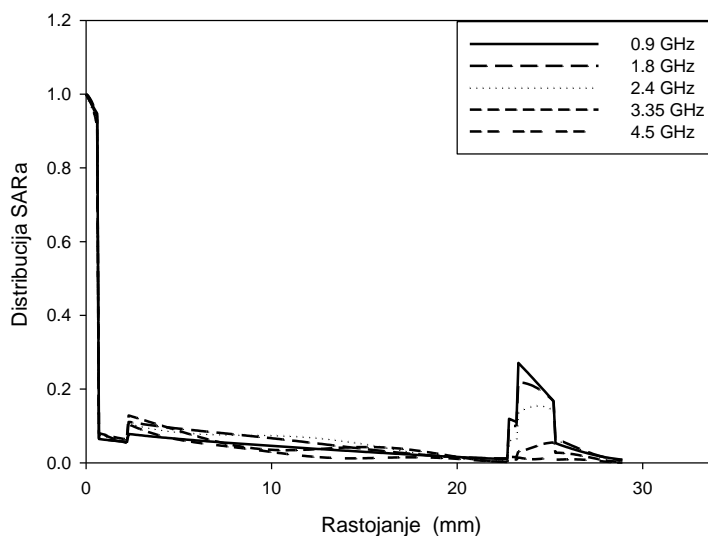 1.2
1.0
0.8
0.6
0.4
0.2
0.0
Distribucija SARa
0.9 GHz
1.8 GHz
2.4 GHz
3.35 GHz
4.5 GHz
0
10
20
30
Rastojanje (mm)